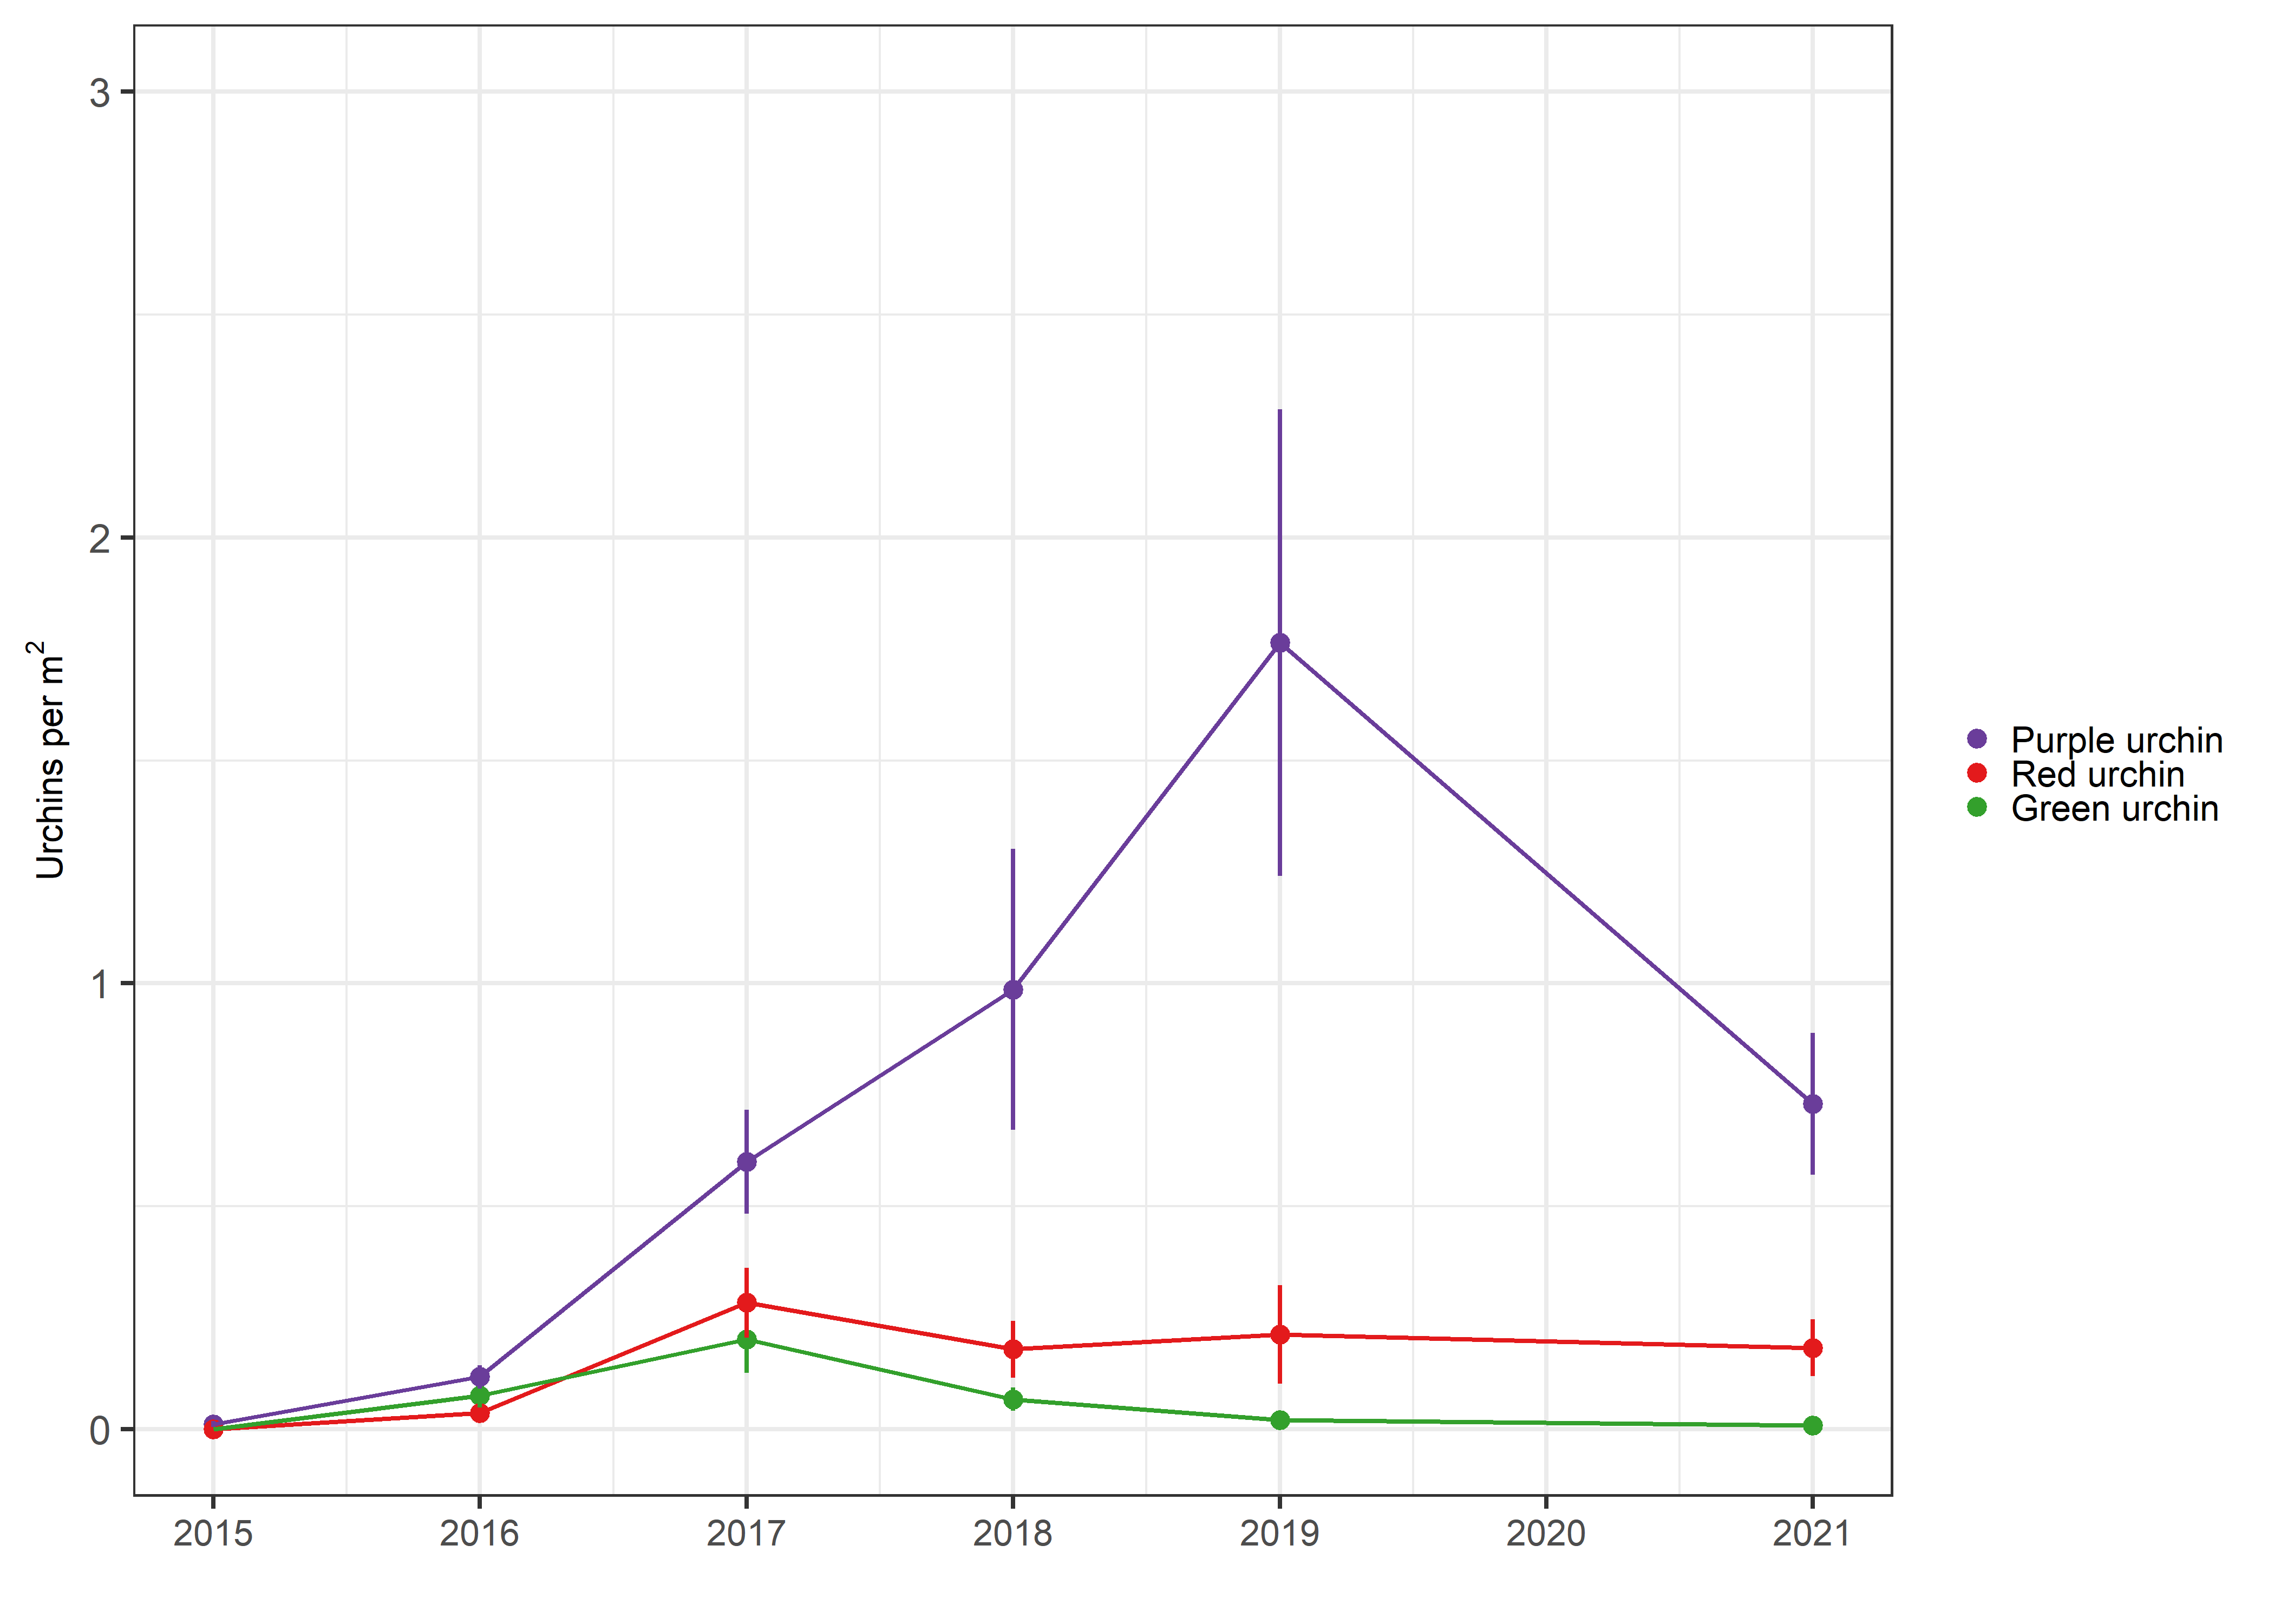 3
2
1
0
Urchins per m²
2015 2016 2017 2018 2019 2020 2021
Purple urchin
Red urchin
Green urchin